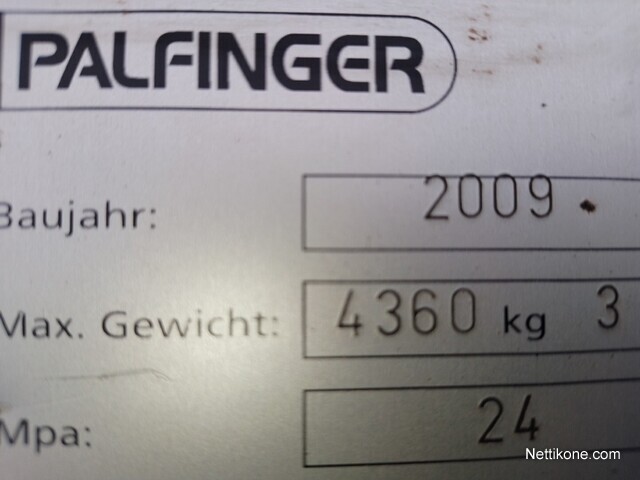 PALFINGER
Baujahr: 2009
Max. Gewicht: 4360 kg 3
Mpa: 24
Nettikone.com